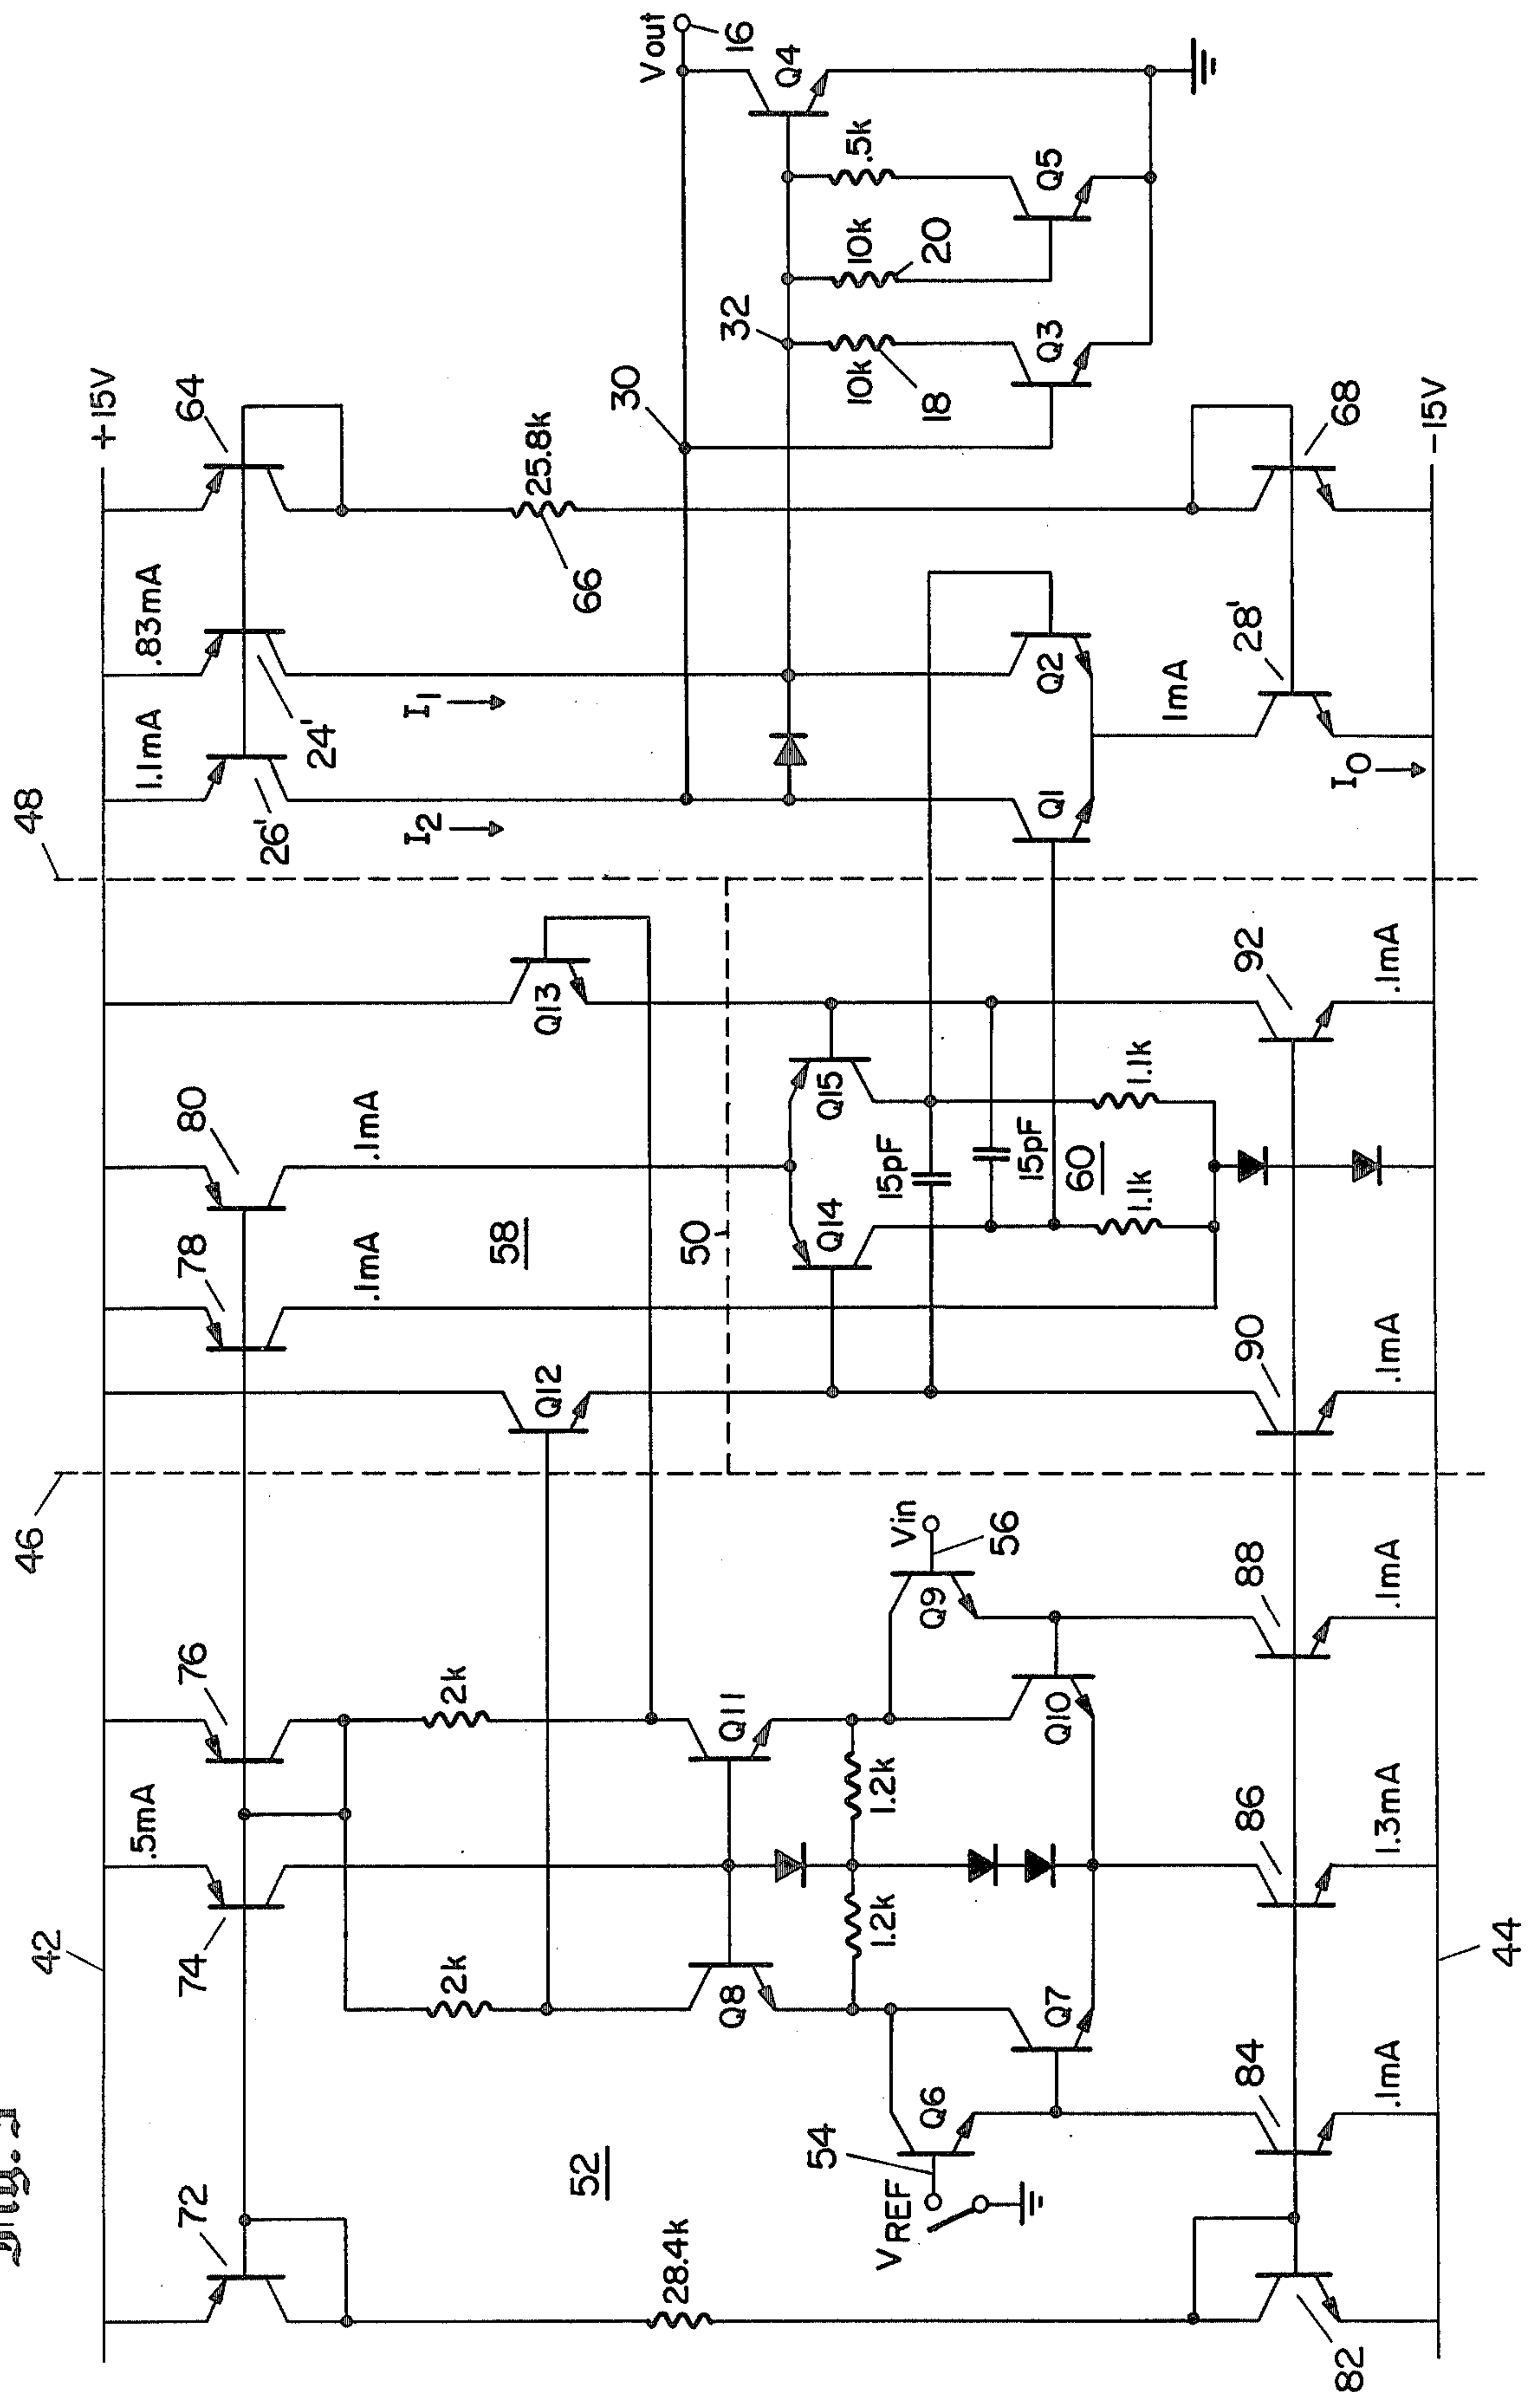 46
48
42
+15V
.5mA
1.1mA
.83mA
72
74
76
78
80
26'
24'
64
.1mA
.1mA
I2
I1
58
52
Q12
Q13
2k
2k
25.8k
66
30
Vout
16
28.4k
50
Q8
Q11
Q14
Q15
32
Q4
1.2k
1.2k
54
VREF
Q6
Vin
56
Q9
15pF
15pF
60
10k
18
10k
20
.5k
Q7
Q10
1.1k
1.1k
Q1
Q2
Q3
Q5
1mA
82
84
86
88
90
92
28'
68
.1mA
1.3mA
.1mA
.1mA
.1mA
IO
-15V
44